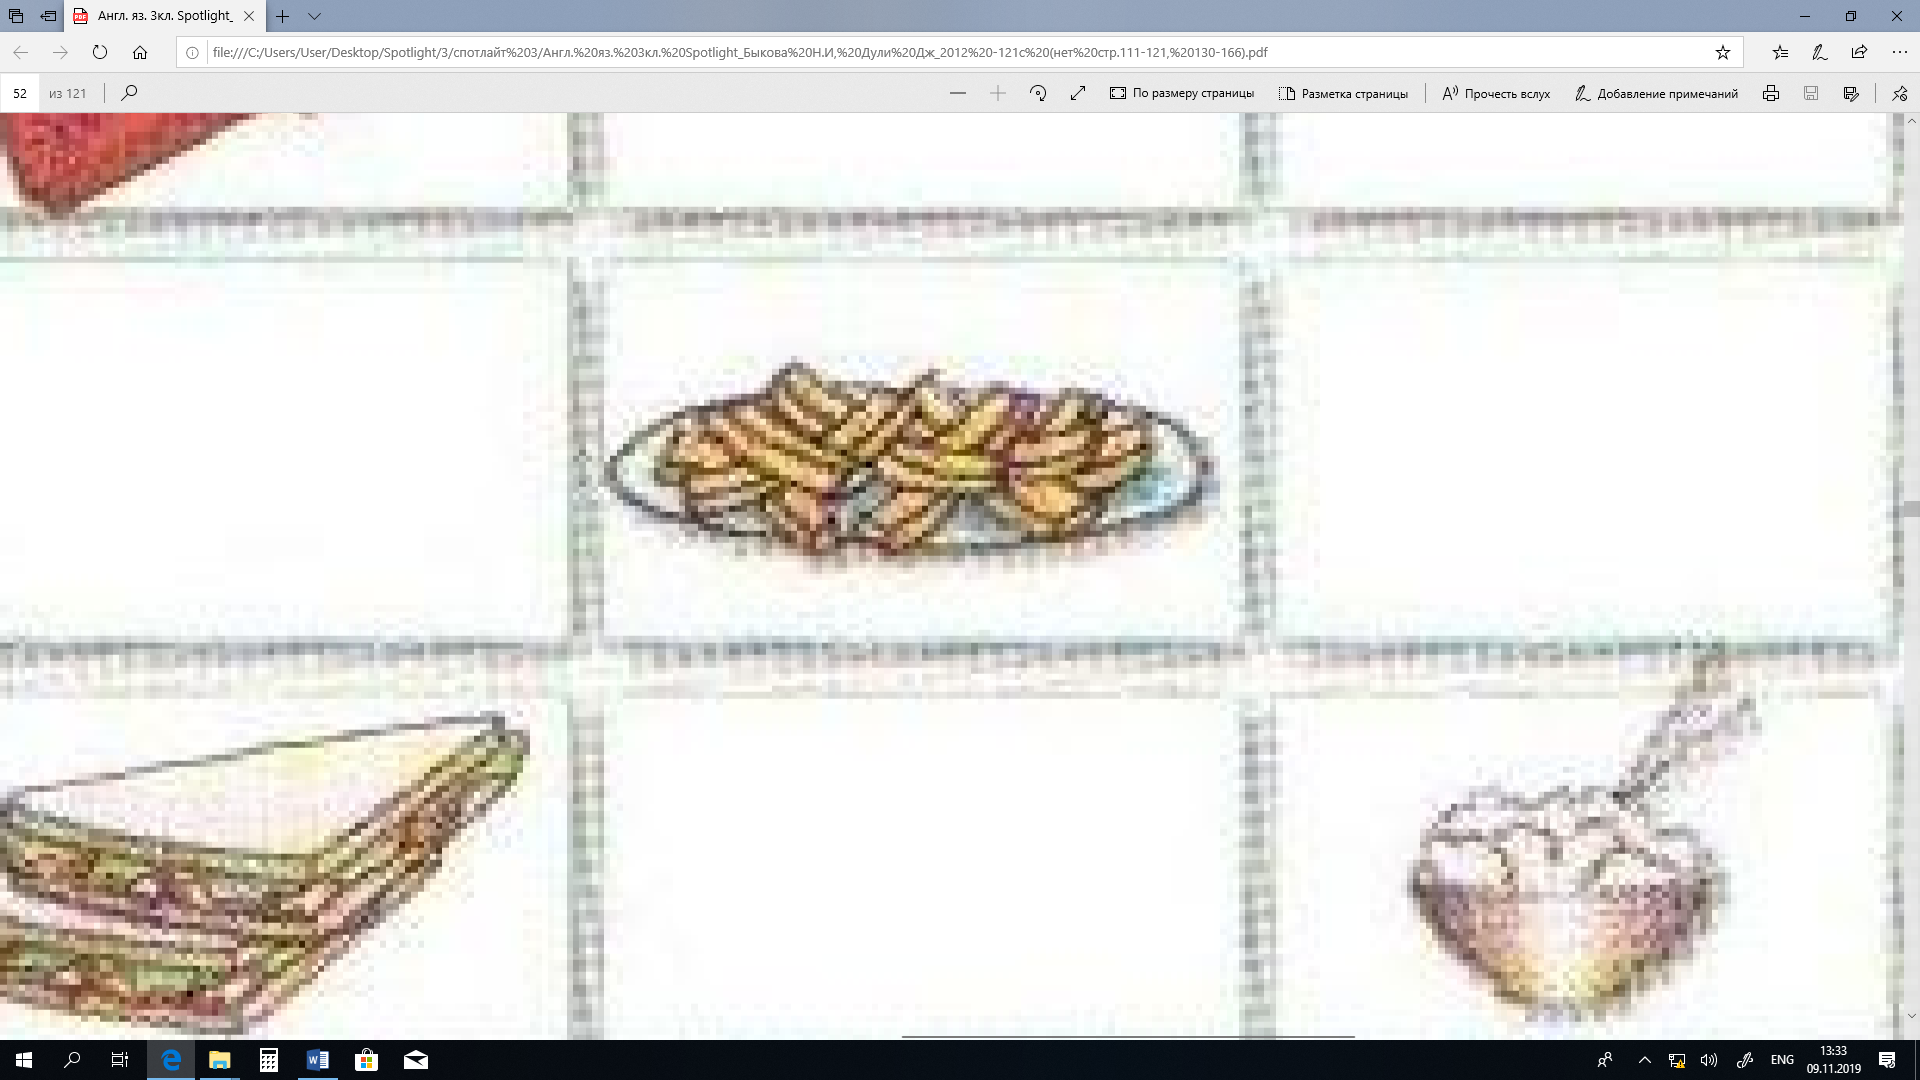 Англ. яз. 3кл. Spotlight_
file:///C:/Users/User/Desktop/Spotlight/3/спотлайт%203/Англ.%20яз.%203кл.%20Spotlight_Быкова%20Н.И,%20Дули%20Дж_2012%20-121с%20(нет%20стр.111-121,%20130-166).pdf
52 из 121 По размеру страницы Разметка страницы Прочесть вслух Добавление примечаний
ENG
13:33
09.11.2019